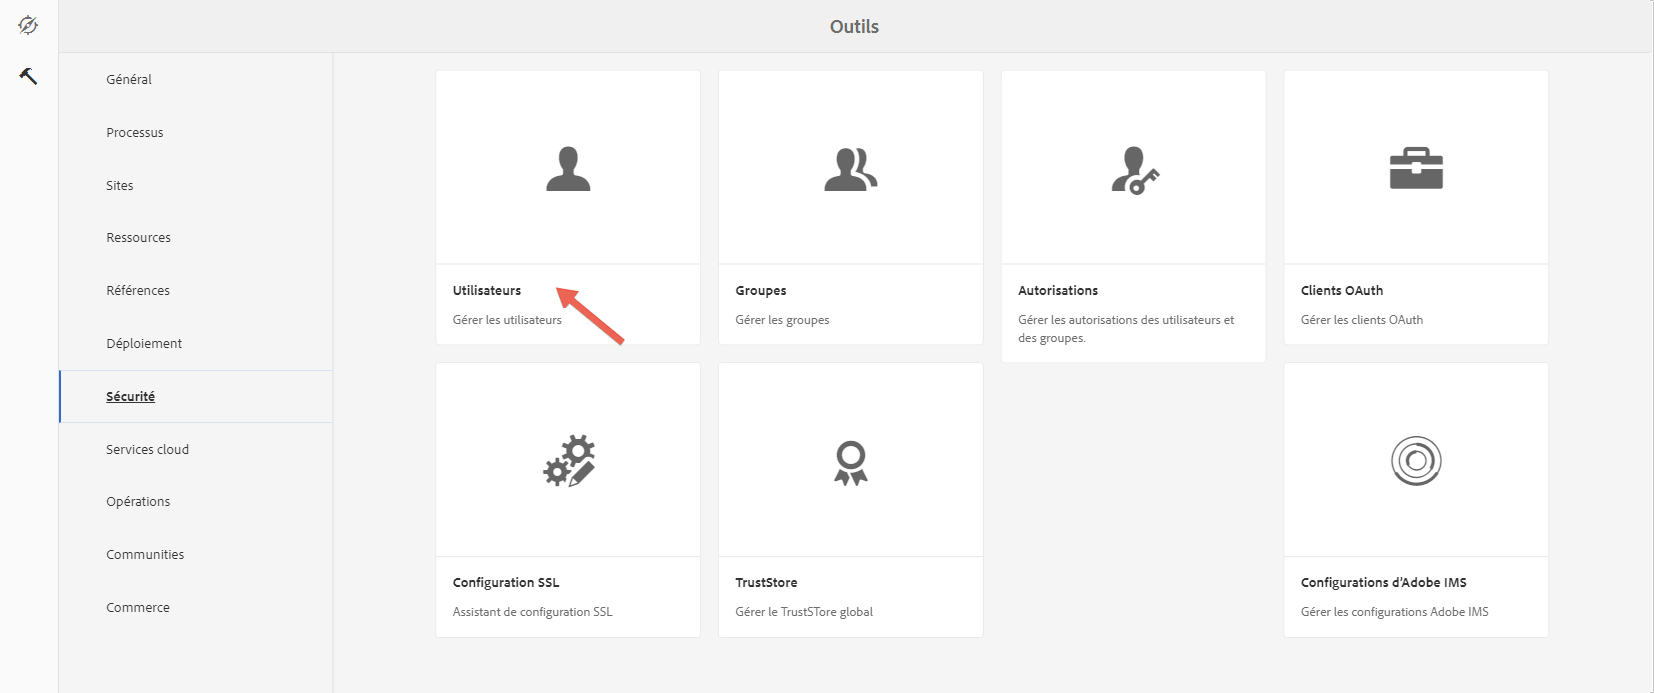 Outils
Général
Processus
Sites
Ressources
Références
Déploiement
Sécurité
Services cloud
Opérations
Communities
Commerce
Utilisateurs
Gérer les utilisateurs
Groupes
Gérer les groupes
Autorisations
Gérer les autorisations des utilisateurs et
des groupes.
Clients OAuth
Gérer les clients OAuth
Configuration SSL
Assistant de configuration SSL
TrustStore
Gérer le TrustSTore global
Configurations d'Adobe IMS
Gérer les configurations Adobe IMS